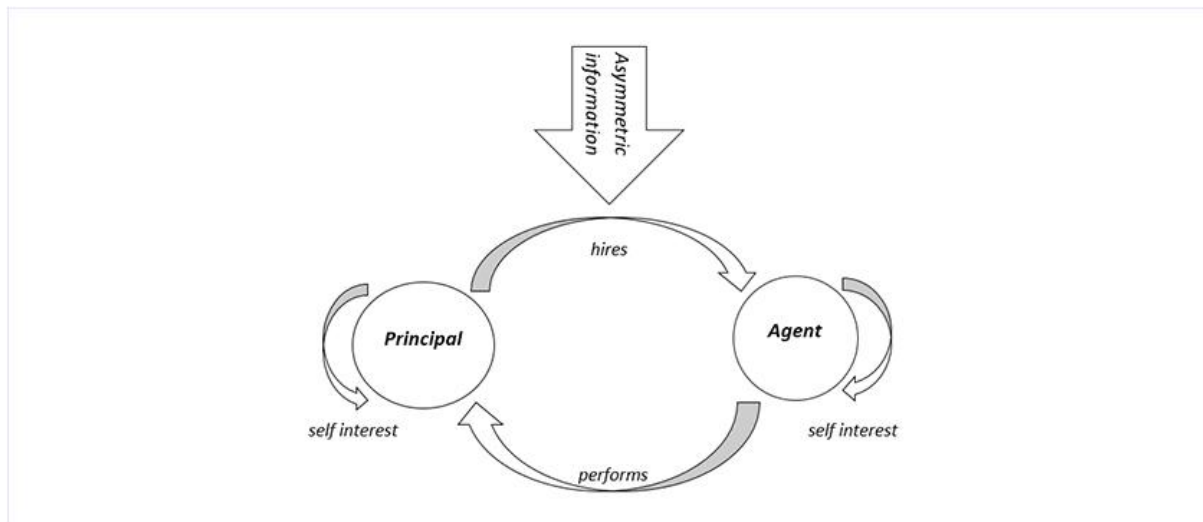 Asymmetric
information
hires
Principal
Agent
self interest
self interest
performs